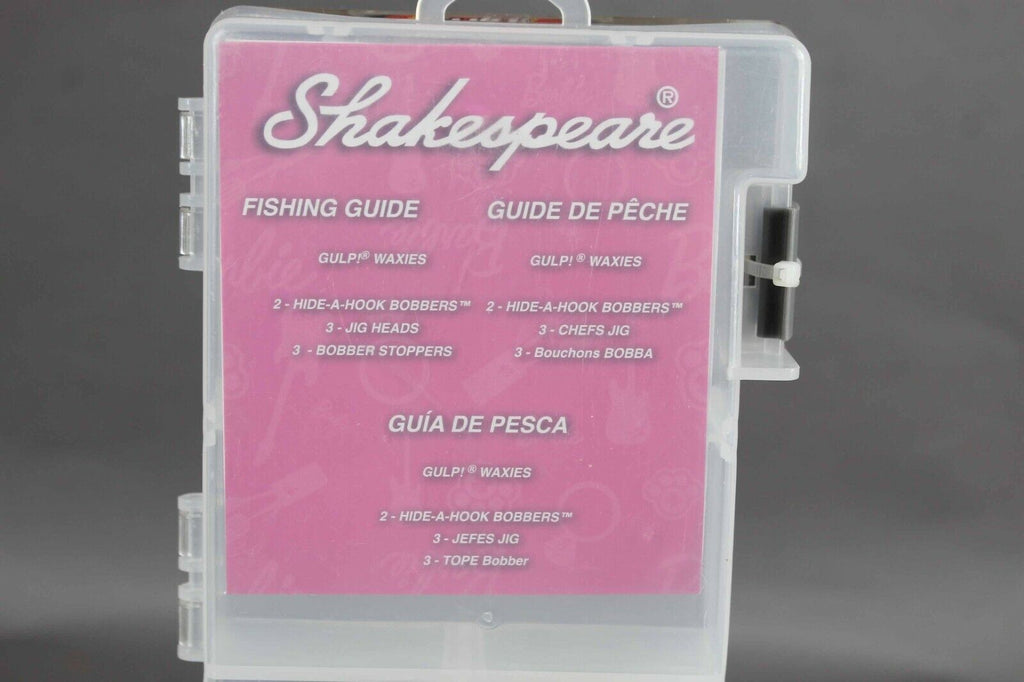 Shakespeare®
FISHING GUIDE
GULP!® WAXIES
2 - HIDE-A-HOOK BOBBERS™
3 - JIG HEADS
3 - BOBBER STOPPERS
GUIDE DE PÊCHE
GULP! ® WAXIES
2 - HIDE-A-HOOK BOBBERS™
3 - CHEFS JIG
3 - Bouchons BOBBA
GUÍA DE PESCA
GULP! ® WAXIES
2 - HIDE-A-HOOK BOBBERS™
3 - JEFES JIG
3 - TOPE Bobber